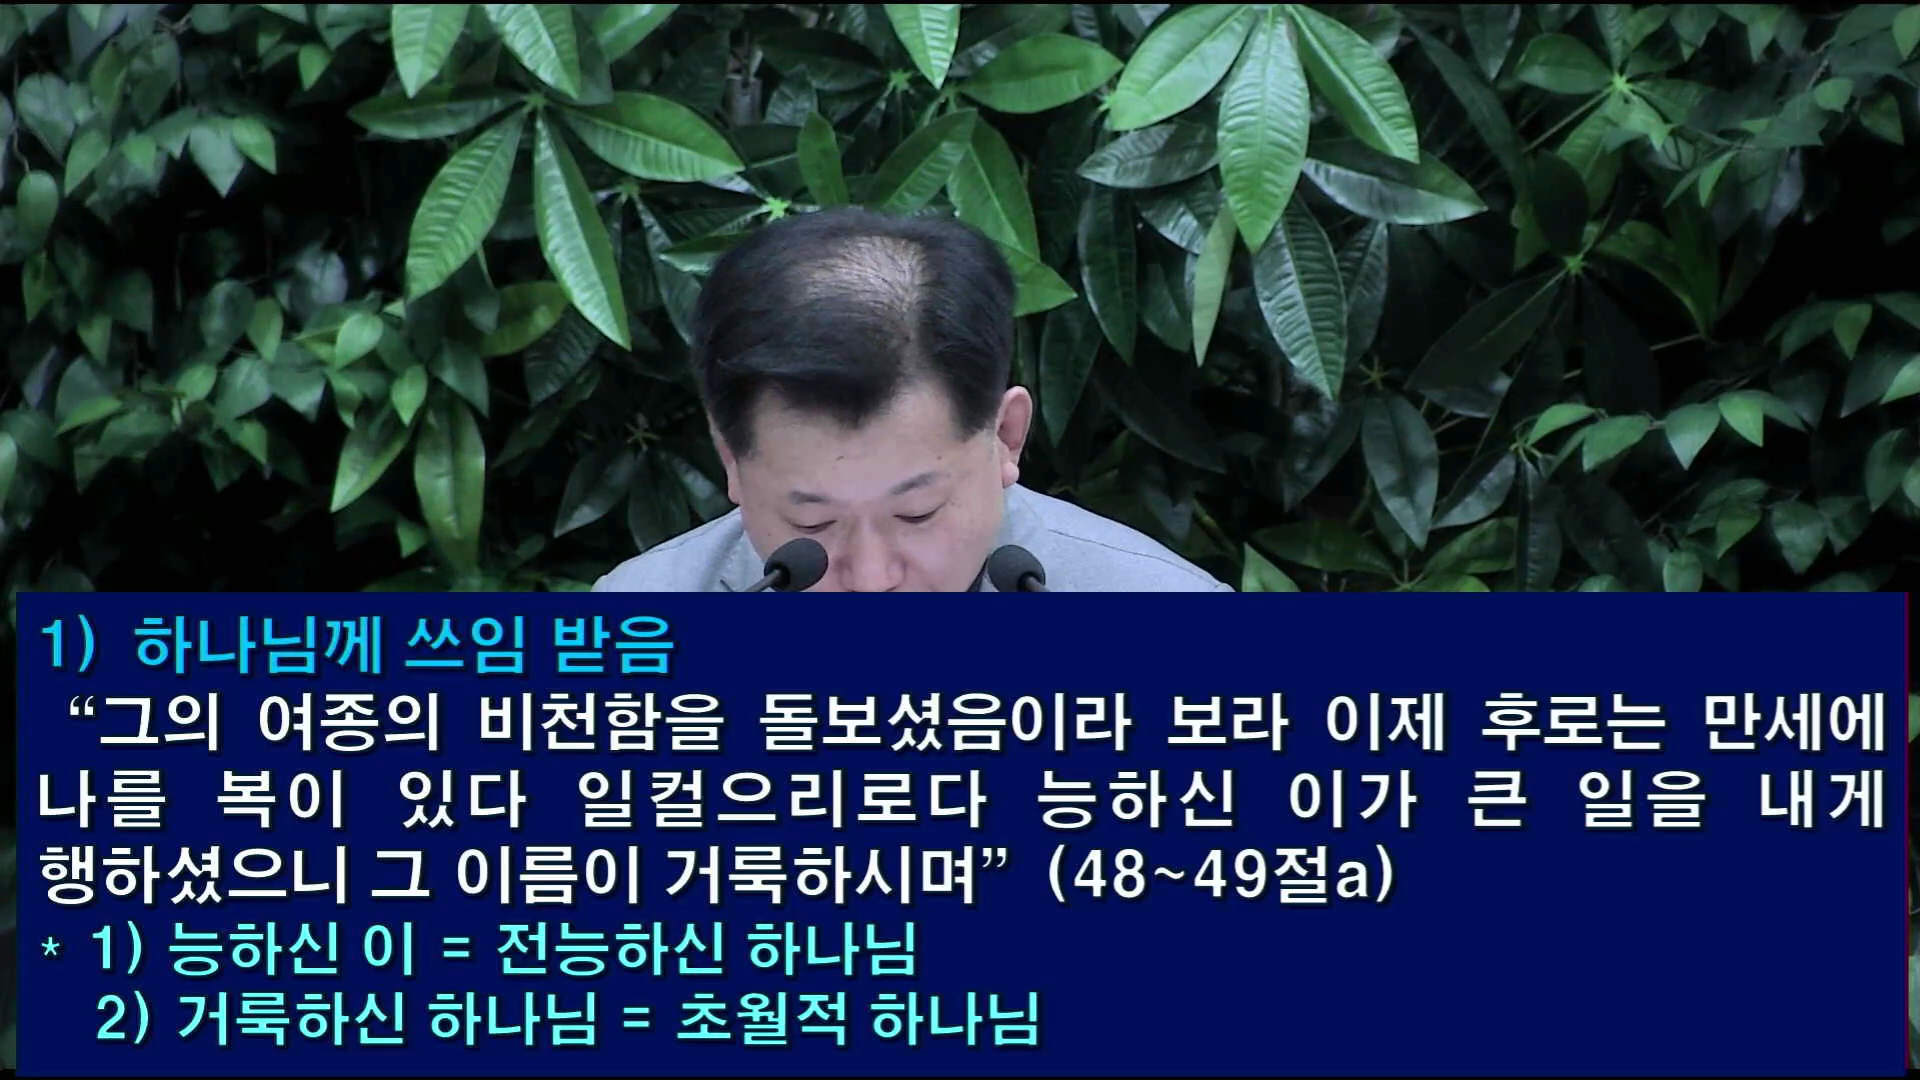 1) 하나님께 쓰임 받음
“그의 여종의 비천함을 돌보셨음이라 보라 이제 후로는 만세에
나를 복이 있다 일컬으리로다 능하신 이가 큰 일을 내게
행하셨으니 그 이름이 거룩하시며” (48~49절a)
* 1) 능하신 이 = 전능하신 하나님
2) 거룩하신 하나님 = 초월적 하나님